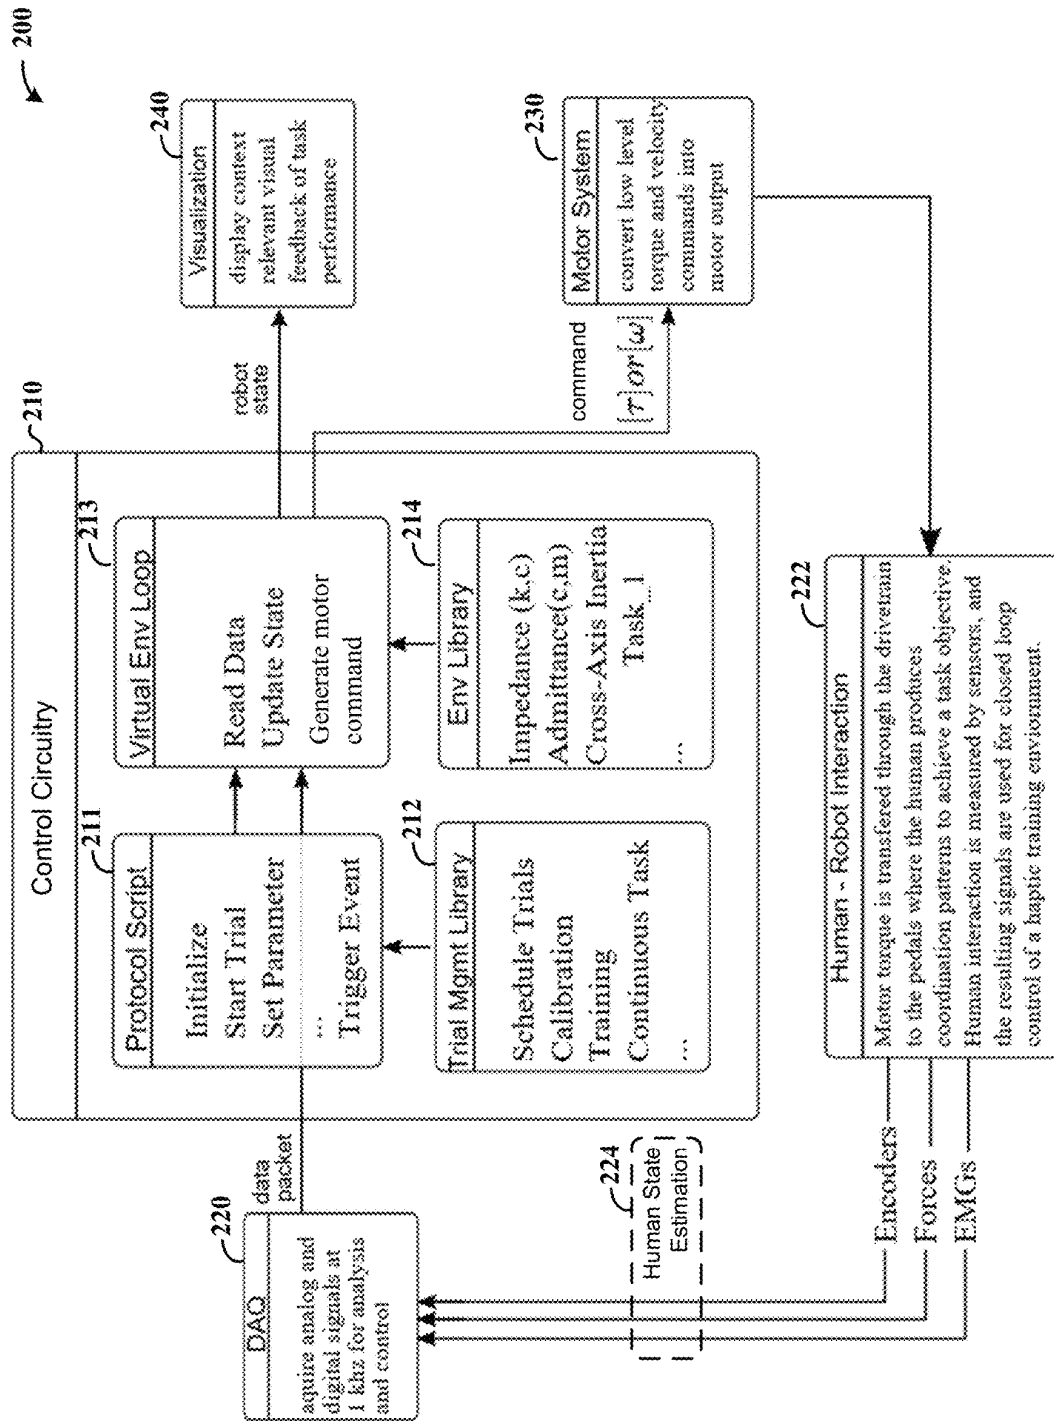 200
210
Control Circuitry
220
DAQ
aquire analog and
digital signals at
1 khz for analysis
and control
data
packet
211
Protocol Script
Initialize
Start Trial
Set Parameter
...
Trigger Event
213
Virtual Env Loop
Read Data
Update State
Generate motor
command
robot
state
240
Visualization
display context
relevant visual
feedback of task
performance
212
Trial Mgmt Library
Schedule Trials
Calibration
Training
Continuous Task
...
214
Env Library
Impedance (k,c)
Admittance(c,m)
Cross-Axis Inertia
Task_1
...
command
[τ] or [ω]
230
Motor System
convert low level
torque and velocity
commands into
motor output
224
Human State
Estimation
222
Human - Robot Interaction
Motor torque is transfered through the drivetrain
to the pedals where the human produces
coordination patterns to achieve a task objective.
Human interaction is measured by sensors, and
the resulting signals are used for closed loop
control of a haptic training enviornment.
Encoders
Forces
EMGs